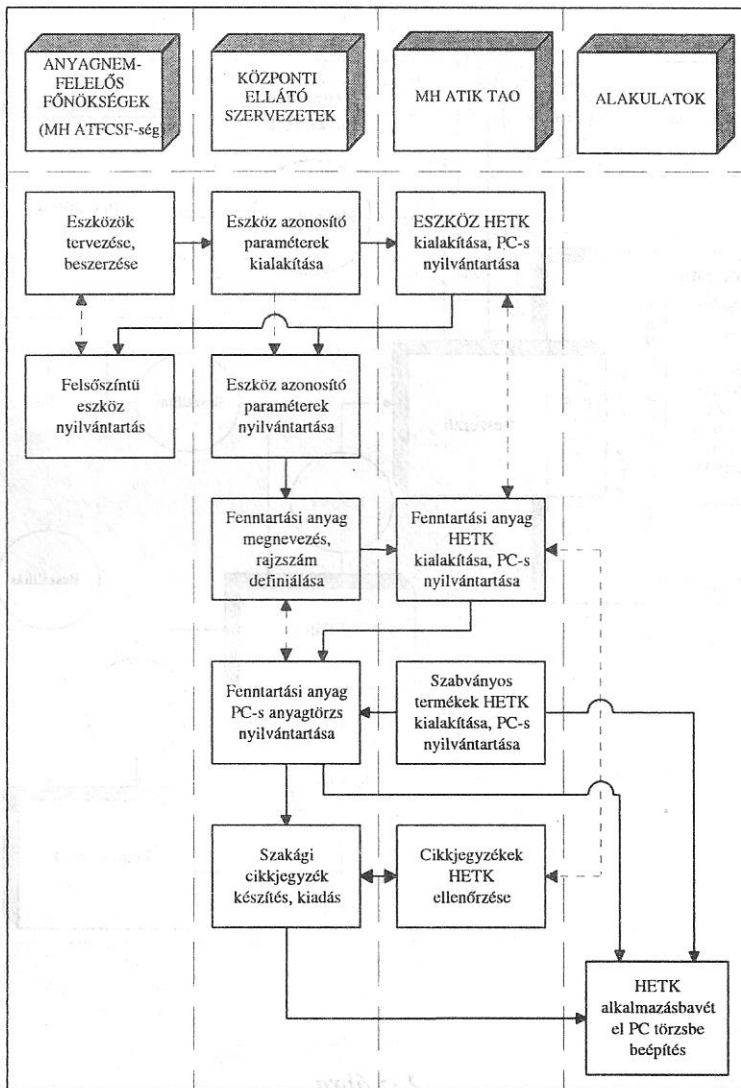 ANYAGNEM-
FELELŐS
FŐNÖKSÉGEK
(MH ATFCSF-ség)
KÖZPONTI
ELLÁTÓ
SZERVEZETEK
MH ATIK TAO
ALAKULATOK
Eszközök
tervezése,
beszerzése
Eszköz azonosító
paraméterek
kialakítása
ESZKÖZ HETK
kialakítása, PC-s
nyilvántartása
Felsőszíntü
eszköz
nyilvántartás
Eszköz azonosító
paraméterek
nyilvántartása
Fenntartási anyag
megnevezés,
rajzszám
definiálása
Fenntartási anyag
HETK
kialakítása, PC-s
nyilvántartása
Fenntartási anyag
PC-s anyagtörzs
nyilvántartása
Szabványos
termékek HETK
kialakítása, PC-s
nyilvántartása
Szakági
cikkjegyzék
készítés, kiadás
Cikkjegyzékek
HETK
ellenőrzése
HETK
alkalmazásbavét
el PC törzsbe
beépítés